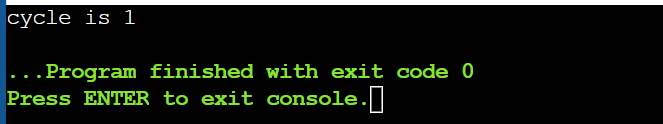 cycle is 1
...Program finished with exit code 0
Press ENTER to exit console.